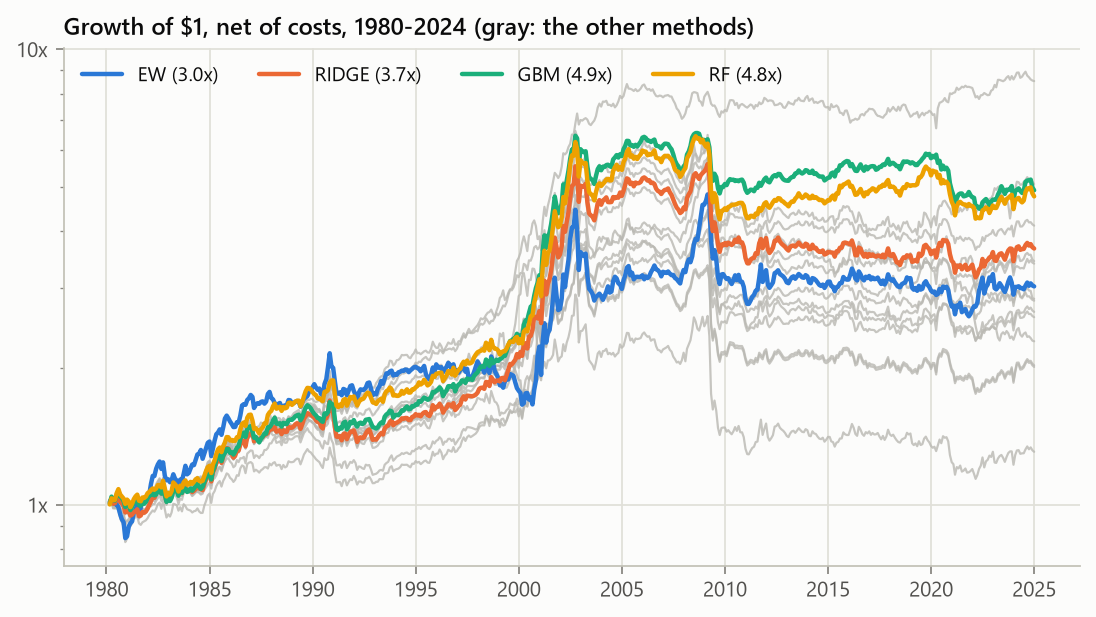 Growth of $1, net of costs, 1980-2024 (gray: the other methods)
10x
EW (3.0x) RIDGE (3.7x) GBM (4.9x) RF (4.8x)
1x
1980 1985 1990 1995 2000 2005 2010 2015 2020 2025